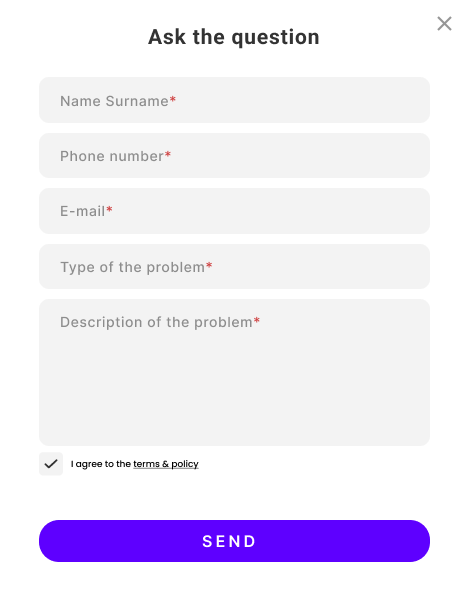 Ask the question
Name Surname*
Phone number*
E-mail*
Type of the problem*
Description of the problem*
I agree to the terms & policy
SEND